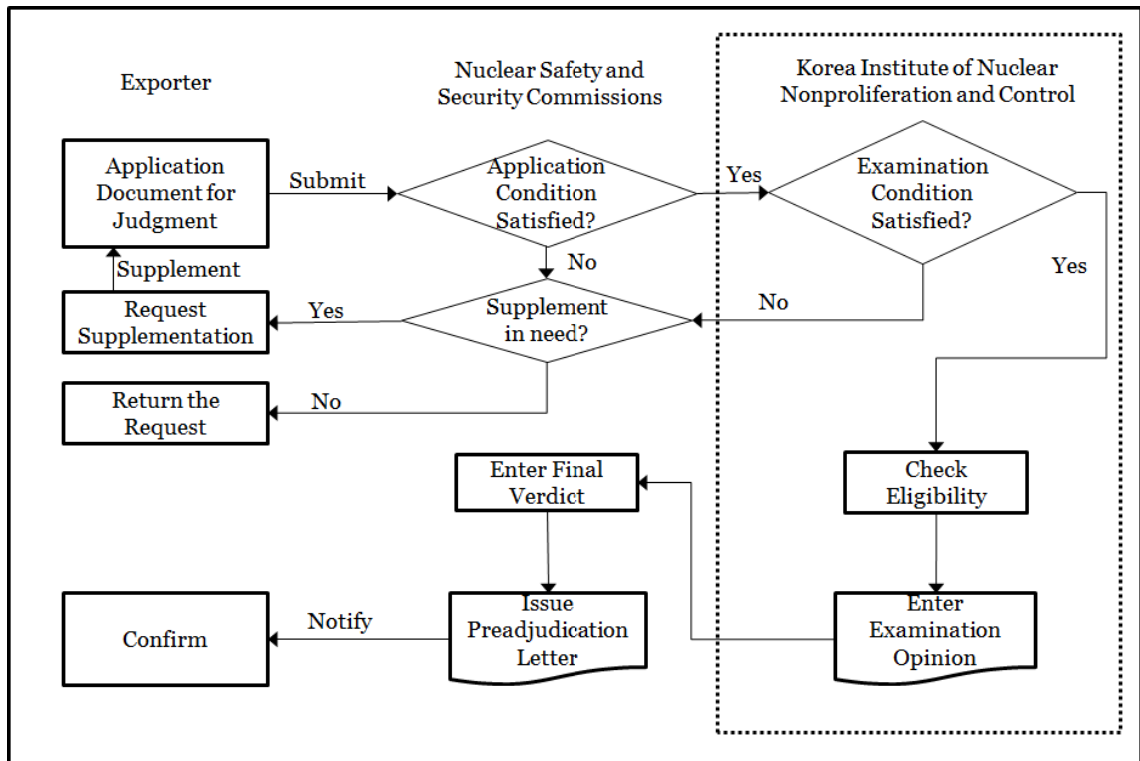 Exporter
Nuclear Safety and
Security Commissions
Korea Institute of Nuclear
Nonproliferation and Control
Application
Document for
Judgment
Submit
Application
Condition
Satisfied?
Yes
Examination
Condition
Satisfied?
Yes
Supplement
No
Request
Supplementation
Yes
Supplement
in need?
No
Return the
Request
No
Enter Final
Verdict
Check
Eligibility
Confirm
Notify
Issue
Preadjudication
Letter
Enter
Examination
Opinion